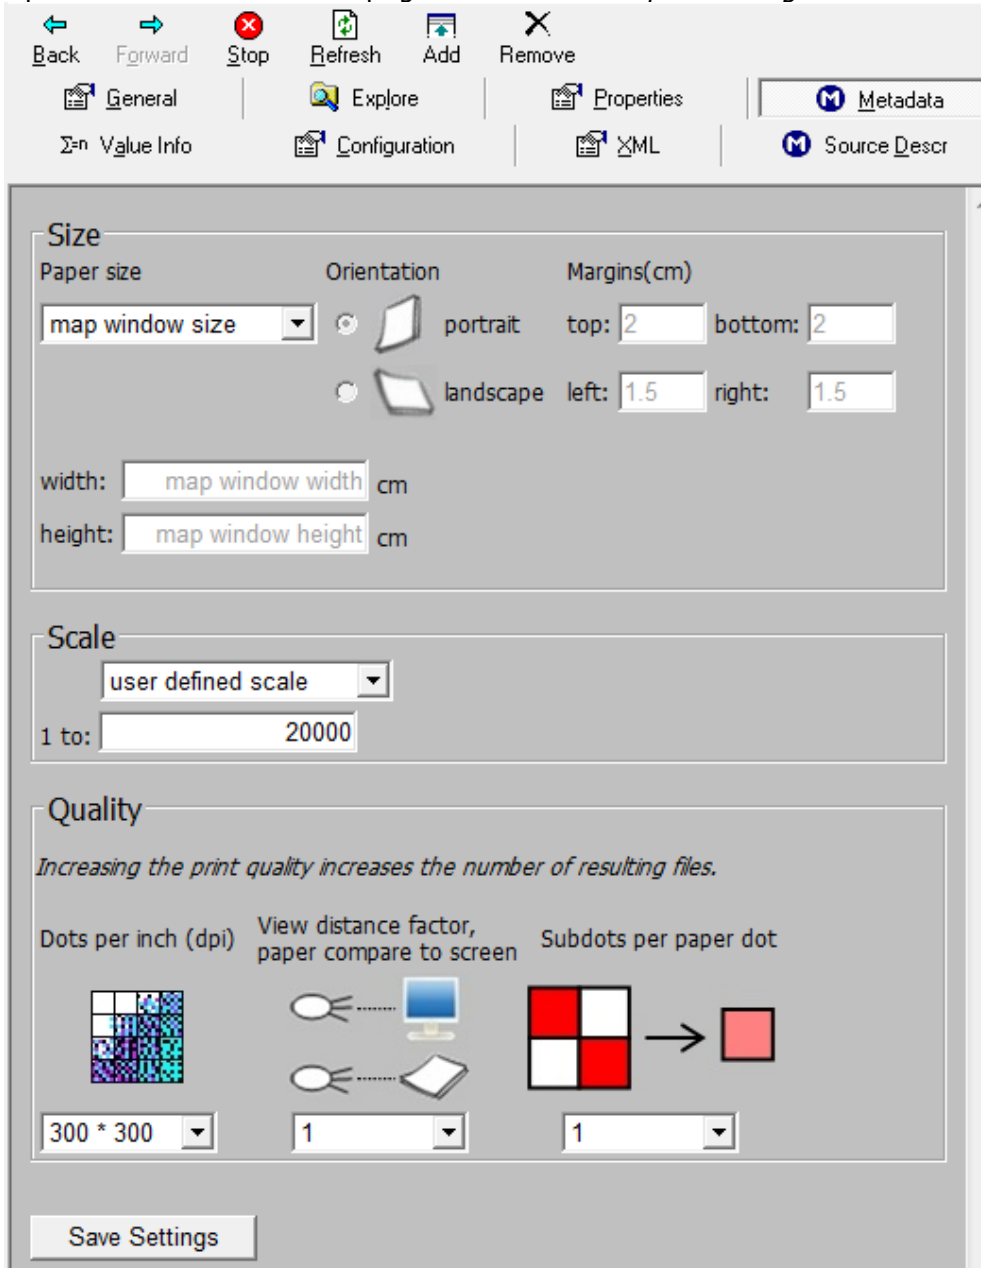 Back Forward Stop Refresh Add Remove
General Explore Properties Metadata
Σ=n Value Info Configuration XML Source Descr
Size
Paper size Orientation Margins(cm)
map window size portrait top: 2 bottom: 2
landscape left: 1.5 right: 1.5
width: map window width cm
height: map window height cm
Scale
user defined scale
1 to: 20000
Quality
Increasing the print quality increases the number of resulting files.
Dots per inch (dpi) View distance factor, Subdots per paper dot
paper compare to screen
300 * 300 1 1
Save Settings